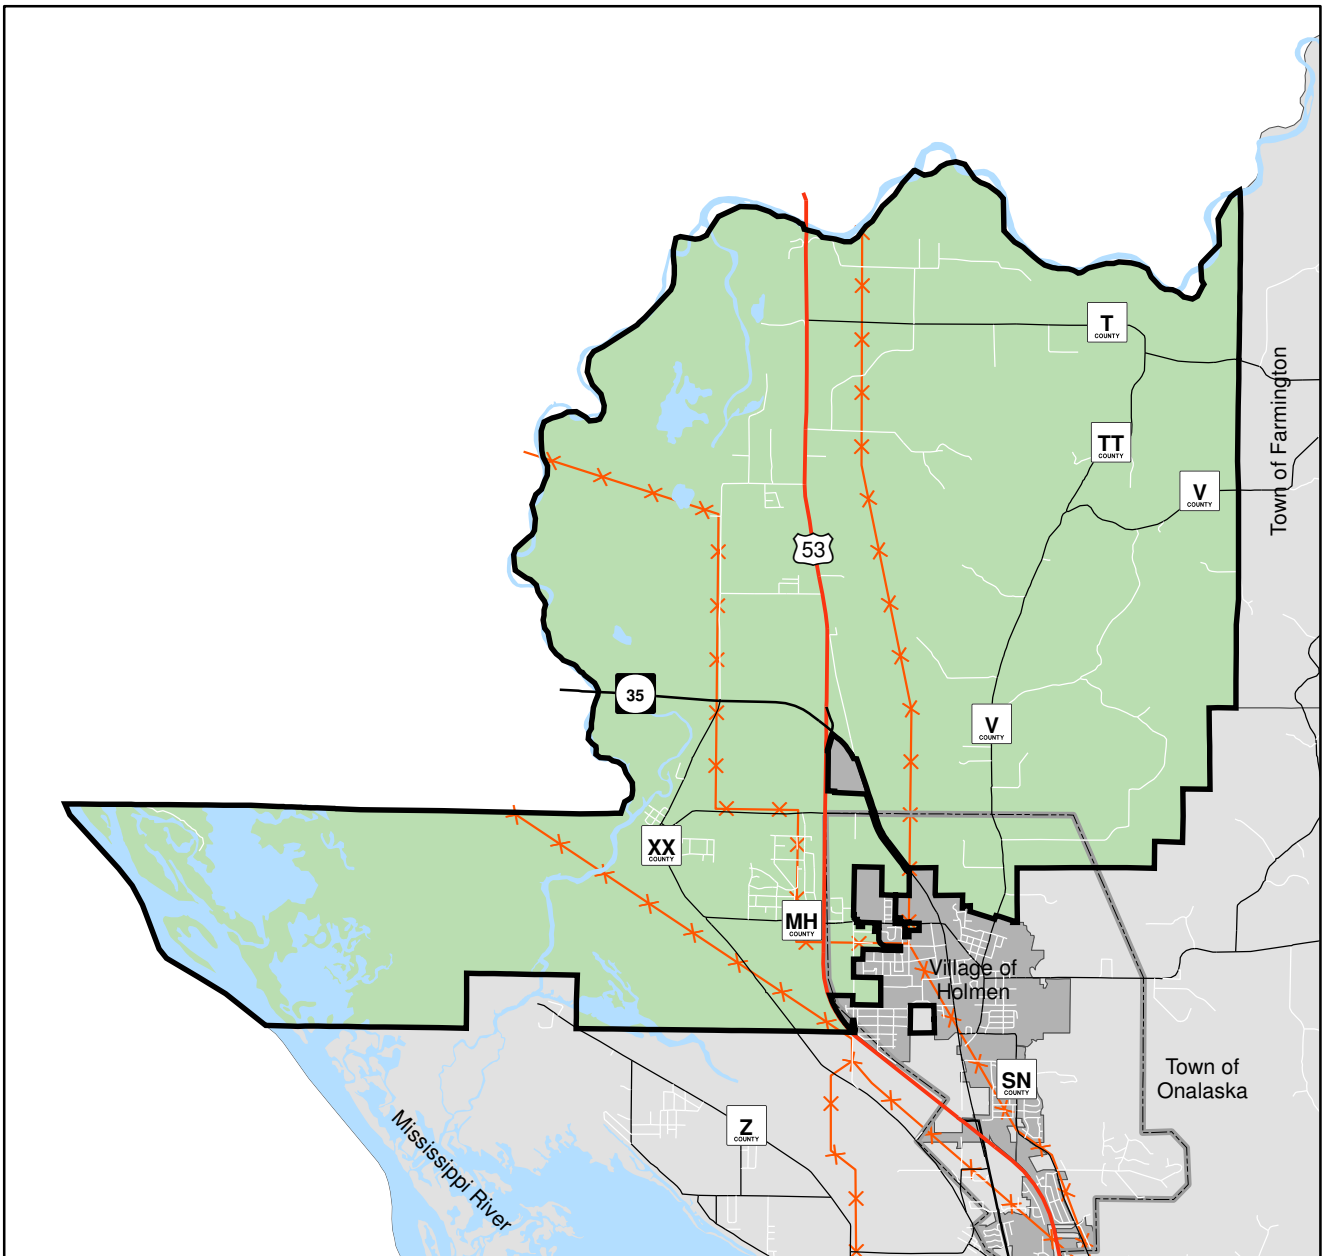 T
COUNTY
TT
COUNTY
Town of Farmington
V
COUNTY
53
35
V
COUNTY
XX
COUNTY
MH
COUNTY
Village of
Holmen
Town of
Onalaska
SN
COUNTY
Z
COUNTY
Mississippi River